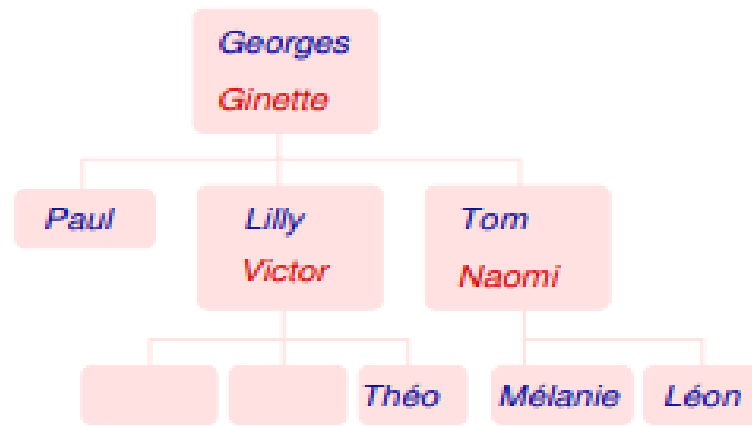 Georges
Ginette
Paul
Lilly
Victor
Tom
Naomi
Théo
Mélanie
Léon